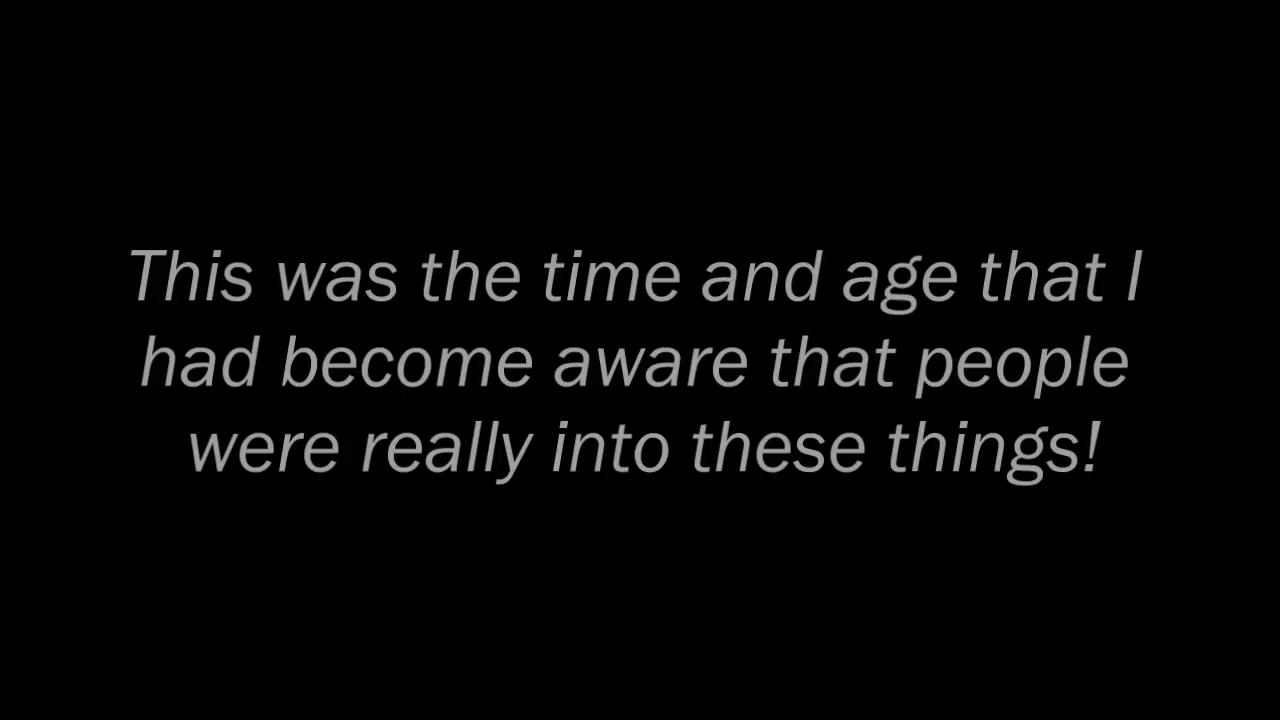 This was the time and age that I
had become aware that people
were really into these things!